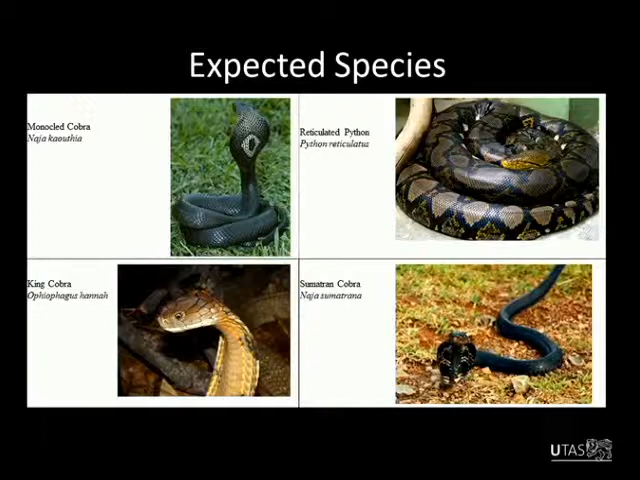 Expected Species
Monocled Cobra
Naja kaouthia
Reticulated Python
Python reticulatus
King Cobra
Ophiophagus hannah
Sumatran Cobra
Naja sumatrana
UTAS